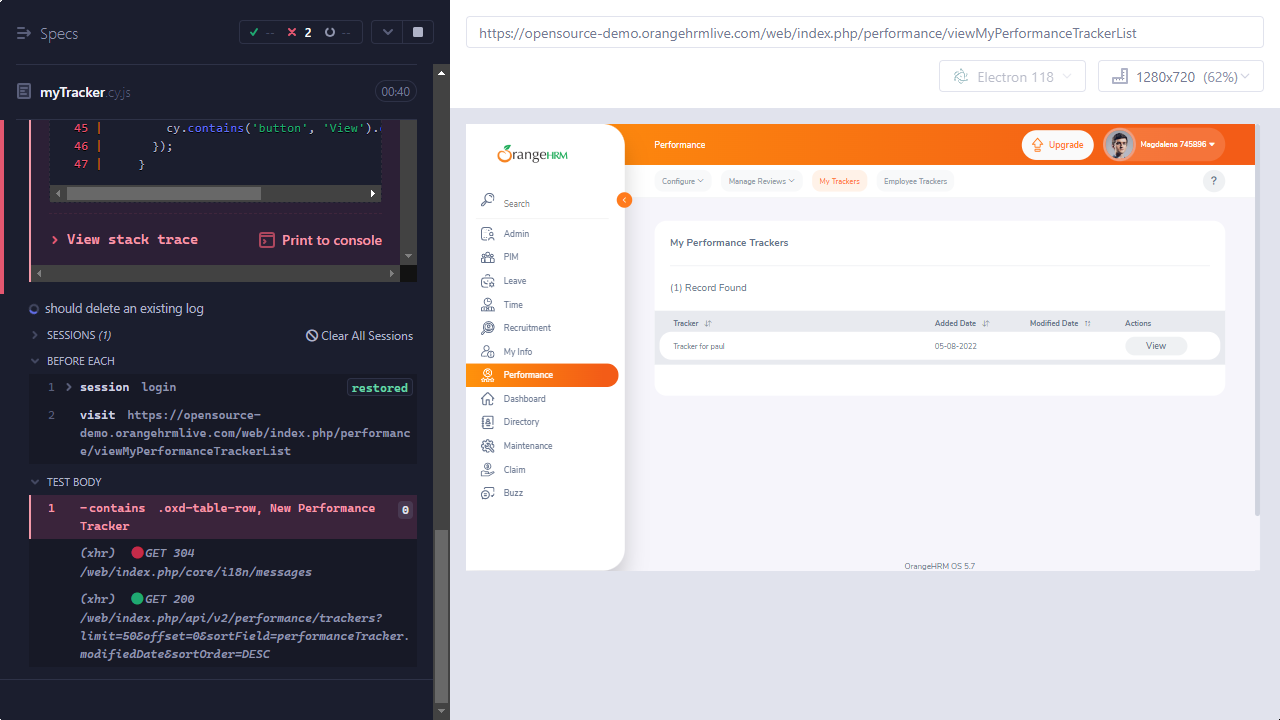 Specs
-- 2 --
myTracker.cy.js
00:40
45 | cy.contains('button', 'View').
46 | });
47 | }
View stack trace
Print to console
should delete an existing log
SESSIONS (1)
Clear All Sessions
BEFORE EACH
1 session login restored
2 visit https://opensource-
demo.orangehrmlive.com/web/index.php/performanc
e/viewMyPerformanceTrackerList
TEST BODY
1 -contains .oxd-table-row, New Performance
Tracker
0
(xhr) GET 304
/web/index.php/core/i18n/messages
(xhr) GET 200
/web/index.php/api/v2/performance/trackers?
limit=50&offset=0&sortField=performanceTracker.
modifiedDate&sortOrder=DESC
https://opensource-demo.orangehrmlive.com/web/index.php/performance/viewMyPerformanceTrackerList
Electron 118
1280x720 (62%)
OrangeHRM
Performance
Upgrade
Magdalena 745896
Search
Configure
Manage Reviews
My Trackers
Employee Trackers
?
Admin
PIM
Leave
Time
Recruitment
My Info
Performance
Dashboard
Directory
Maintenance
Claim
Buzz
My Performance Trackers
(1) Record Found
Tracker Added Date Modified Date Actions
Tracker for paul 05-08-2022 View
OrangeHRM OS 5.7